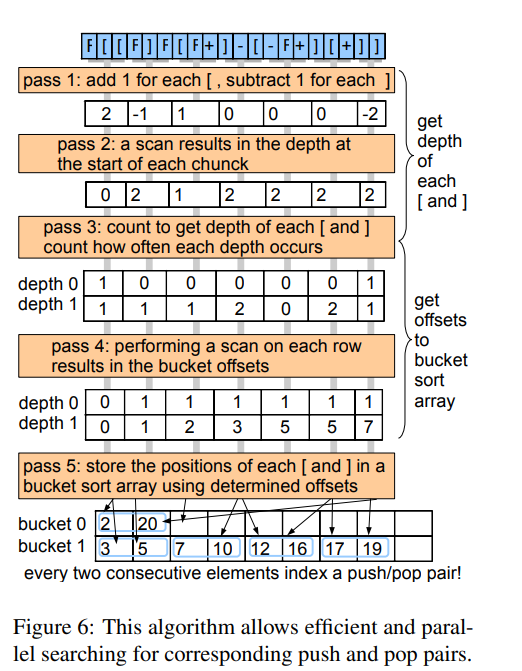 F[[F]F[F+]-[-F+][+]]
pass 1: add 1 for each [ , subtract 1 for each ]
2 -1 1 0 0 0 -2
pass 2: a scan results in the depth at
the start of each chunck
0 2 1 2 2 2 2
get
depth
of
each
[ and ]
pass 3: count to get depth of each [ and ]
count how often each depth occurs
depth 0 1 0 0 0 0 0 1
depth 1 1 1 1 2 0 2 1
pass 4: performing a scan on each row
results in the bucket offsets
depth 0 0 1 1 1 1 1 1
depth 1 0 1 2 3 5 5 7
get
offsets
to
bucket
sort
array
pass 5: store the positions of each [ and ] in a
bucket sort array using determined offsets
bucket 0 2 20
bucket 1 3 5 7 10 12 16 17 19
every two consecutive elements index a push/pop pair!
Figure 6: This algorithm allows efficient and paral-
lel searching for corresponding push and pop pairs.